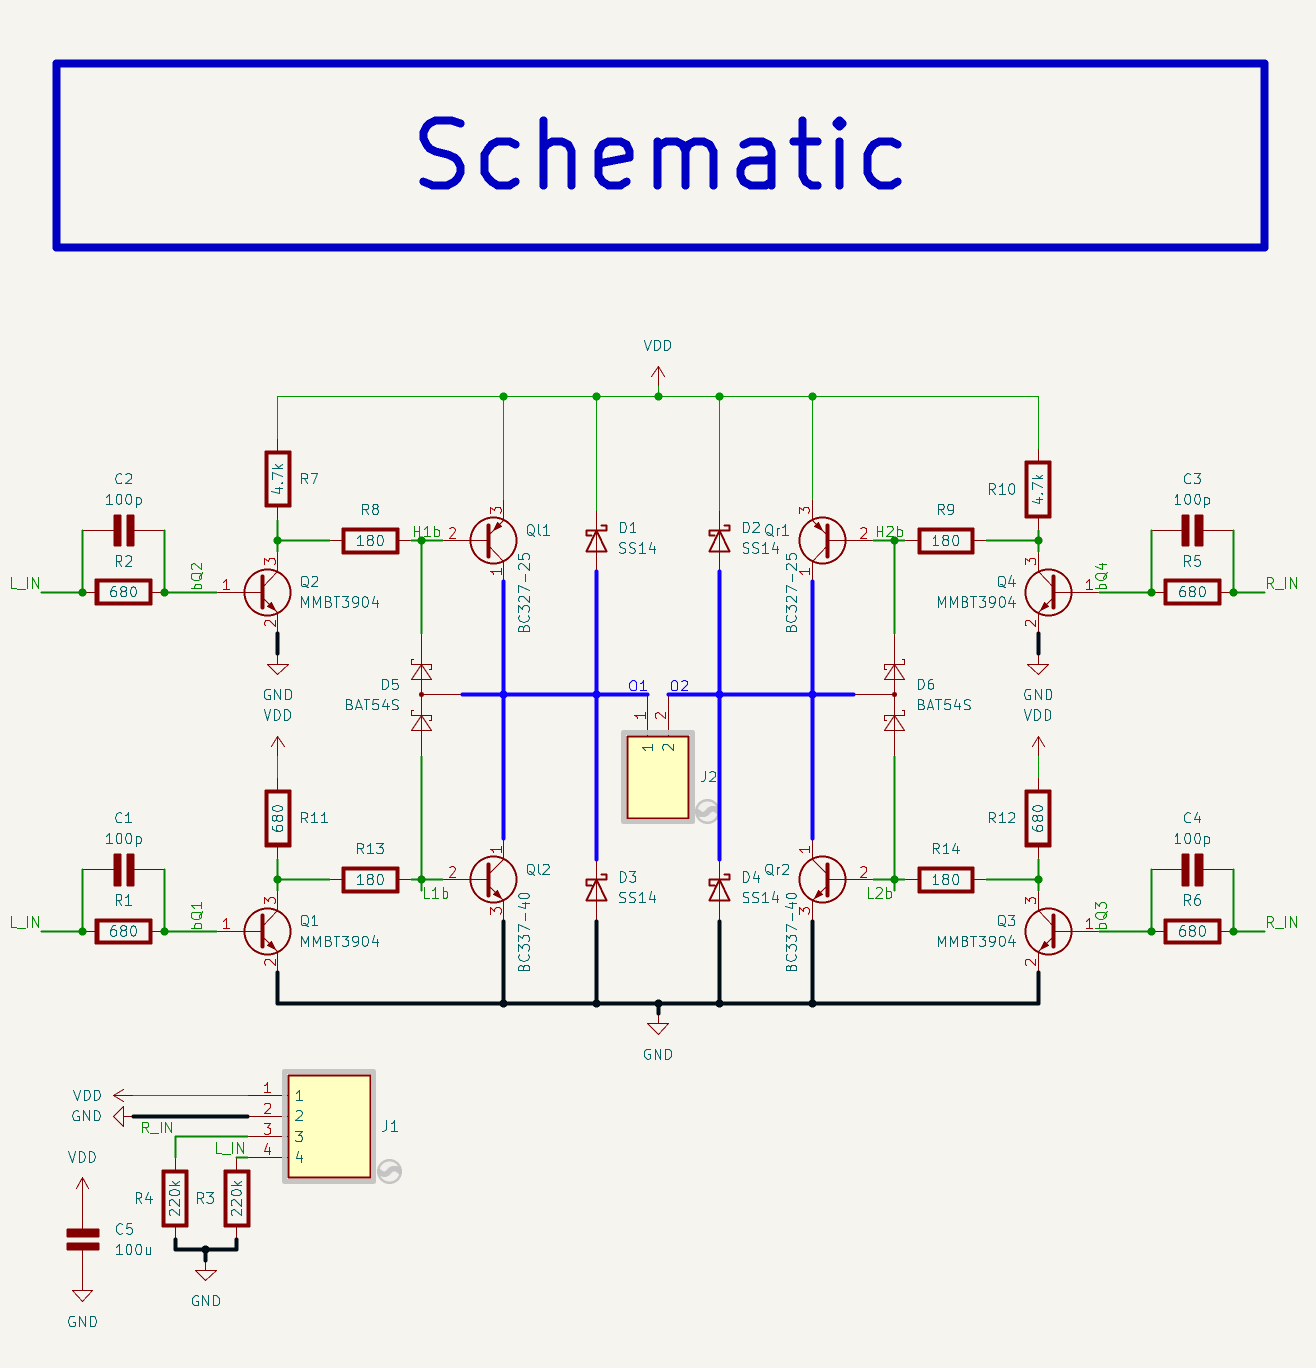 Schematic
VDD
C2
100p
R2
680
L_IN
bQ2
4.7k
R7
1
3
2
Q2
MMBT3904
GND
R8
180
H1b
2
3
1
Ql1
BC327-25
D1
SS14
D2
SS14
Qr1
BC327-25
3
1
2
H2b
R9
180
R10
4.7k
3
2
1
Q4
MMBT3904
GND
bQ4
C3
100p
R5
680
R_IN
D5
BAT54S
O1
O2
1
2
1
2
J2
D6
BAT54S
VDD
R11
680
C1
100p
R1
680
L_IN
bQ1
1
3
2
Q1
MMBT3904
R13
180
L1b
2
1
3
Ql2
BC337-40
D3
SS14
D4
SS14
Qr2
BC337-40
1
3
2
L2b
R14
180
VDD
R12
680
3
2
1
Q3
MMBT3904
bQ3
C4
100p
R6
680
R_IN
GND
VDD
GND
R_IN
L_IN
1
2
3
4
1
2
3
4
J1
VDD
C5
100u
GND
R4
220k
R3
220k
GND